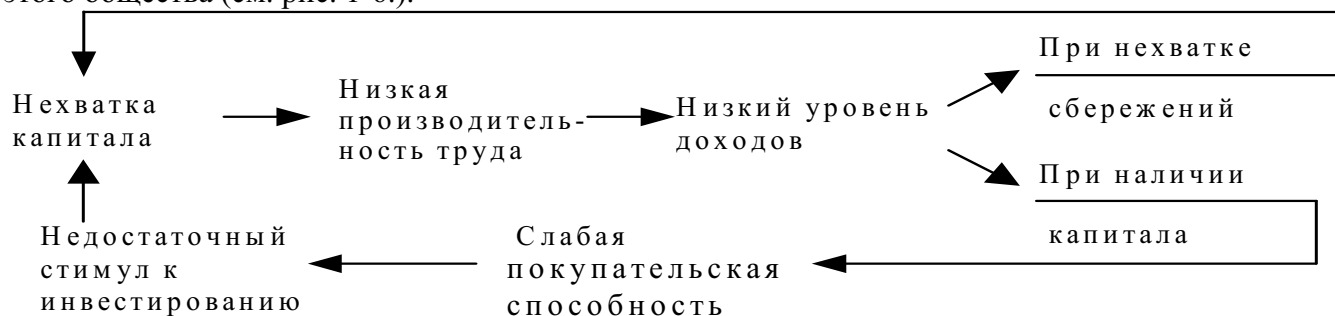 этого общества (см. рис. 1-6.).
При нехватке
сбережений
Нехватка
капитала
Низкая
производитель-
ность труда
Низкий уровень
доходов
При наличии
капитала
Недостаточный
стимул к
инвестированию
Слабая
покупательская
способность